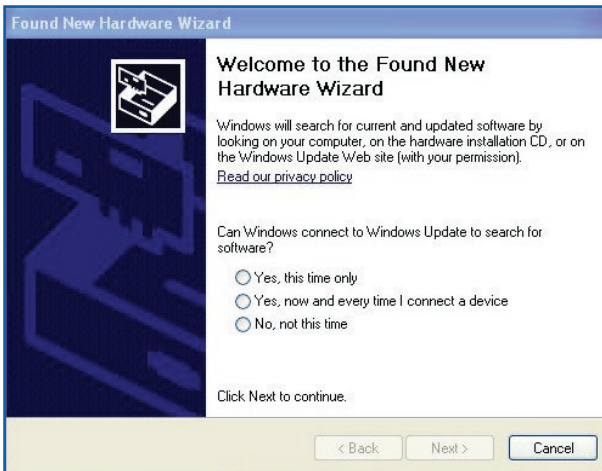 Found New Hardware Wizard
Welcome to the Found New
Hardware Wizard
Windows will search for current and updated software by
looking on your computer, on the hardware installation CD, or on
the Windows Update Web site (with your permission).
Read our privacy policy
Can Windows connect to Windows Update to search for
software?
Yes, this time only
Yes, now and every time I connect a device
No, not this time
Click Next to continue.
< Back
Next >
Cancel